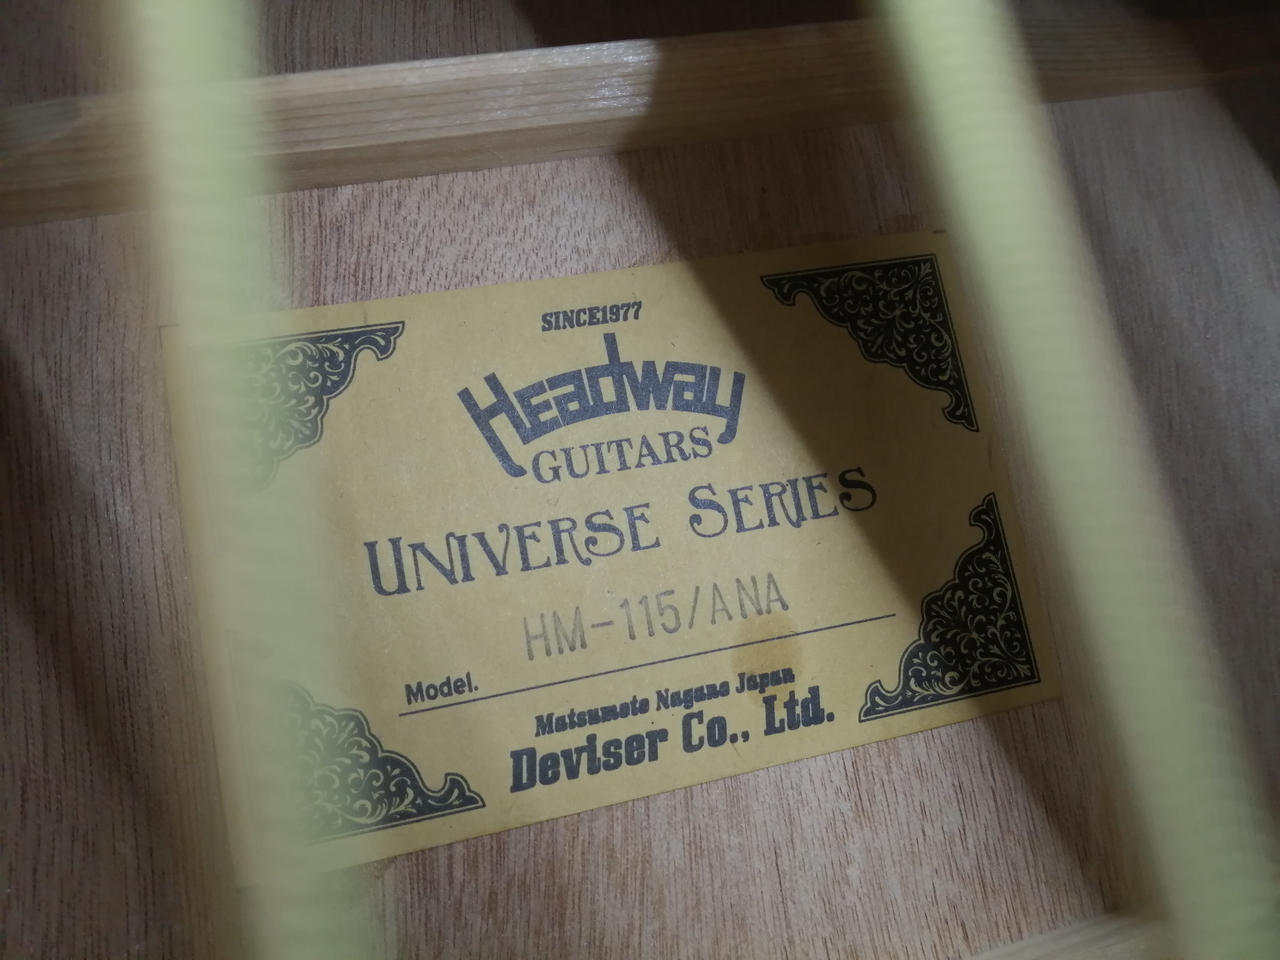 SINCE1977
Headway
GUITARS
UNIVERSE SERIES
HM-115/ANA
Model.
Matsumoto Nagano Japan
Deviser Co., Ltd.